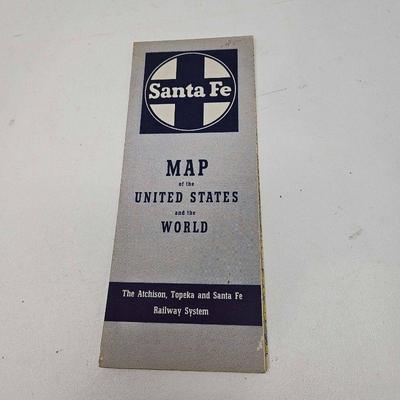 Santa Fe
MAP
of the
UNITED STATES
and the
WORLD
The Atchison, Topeka and Santa Fe
Railway System